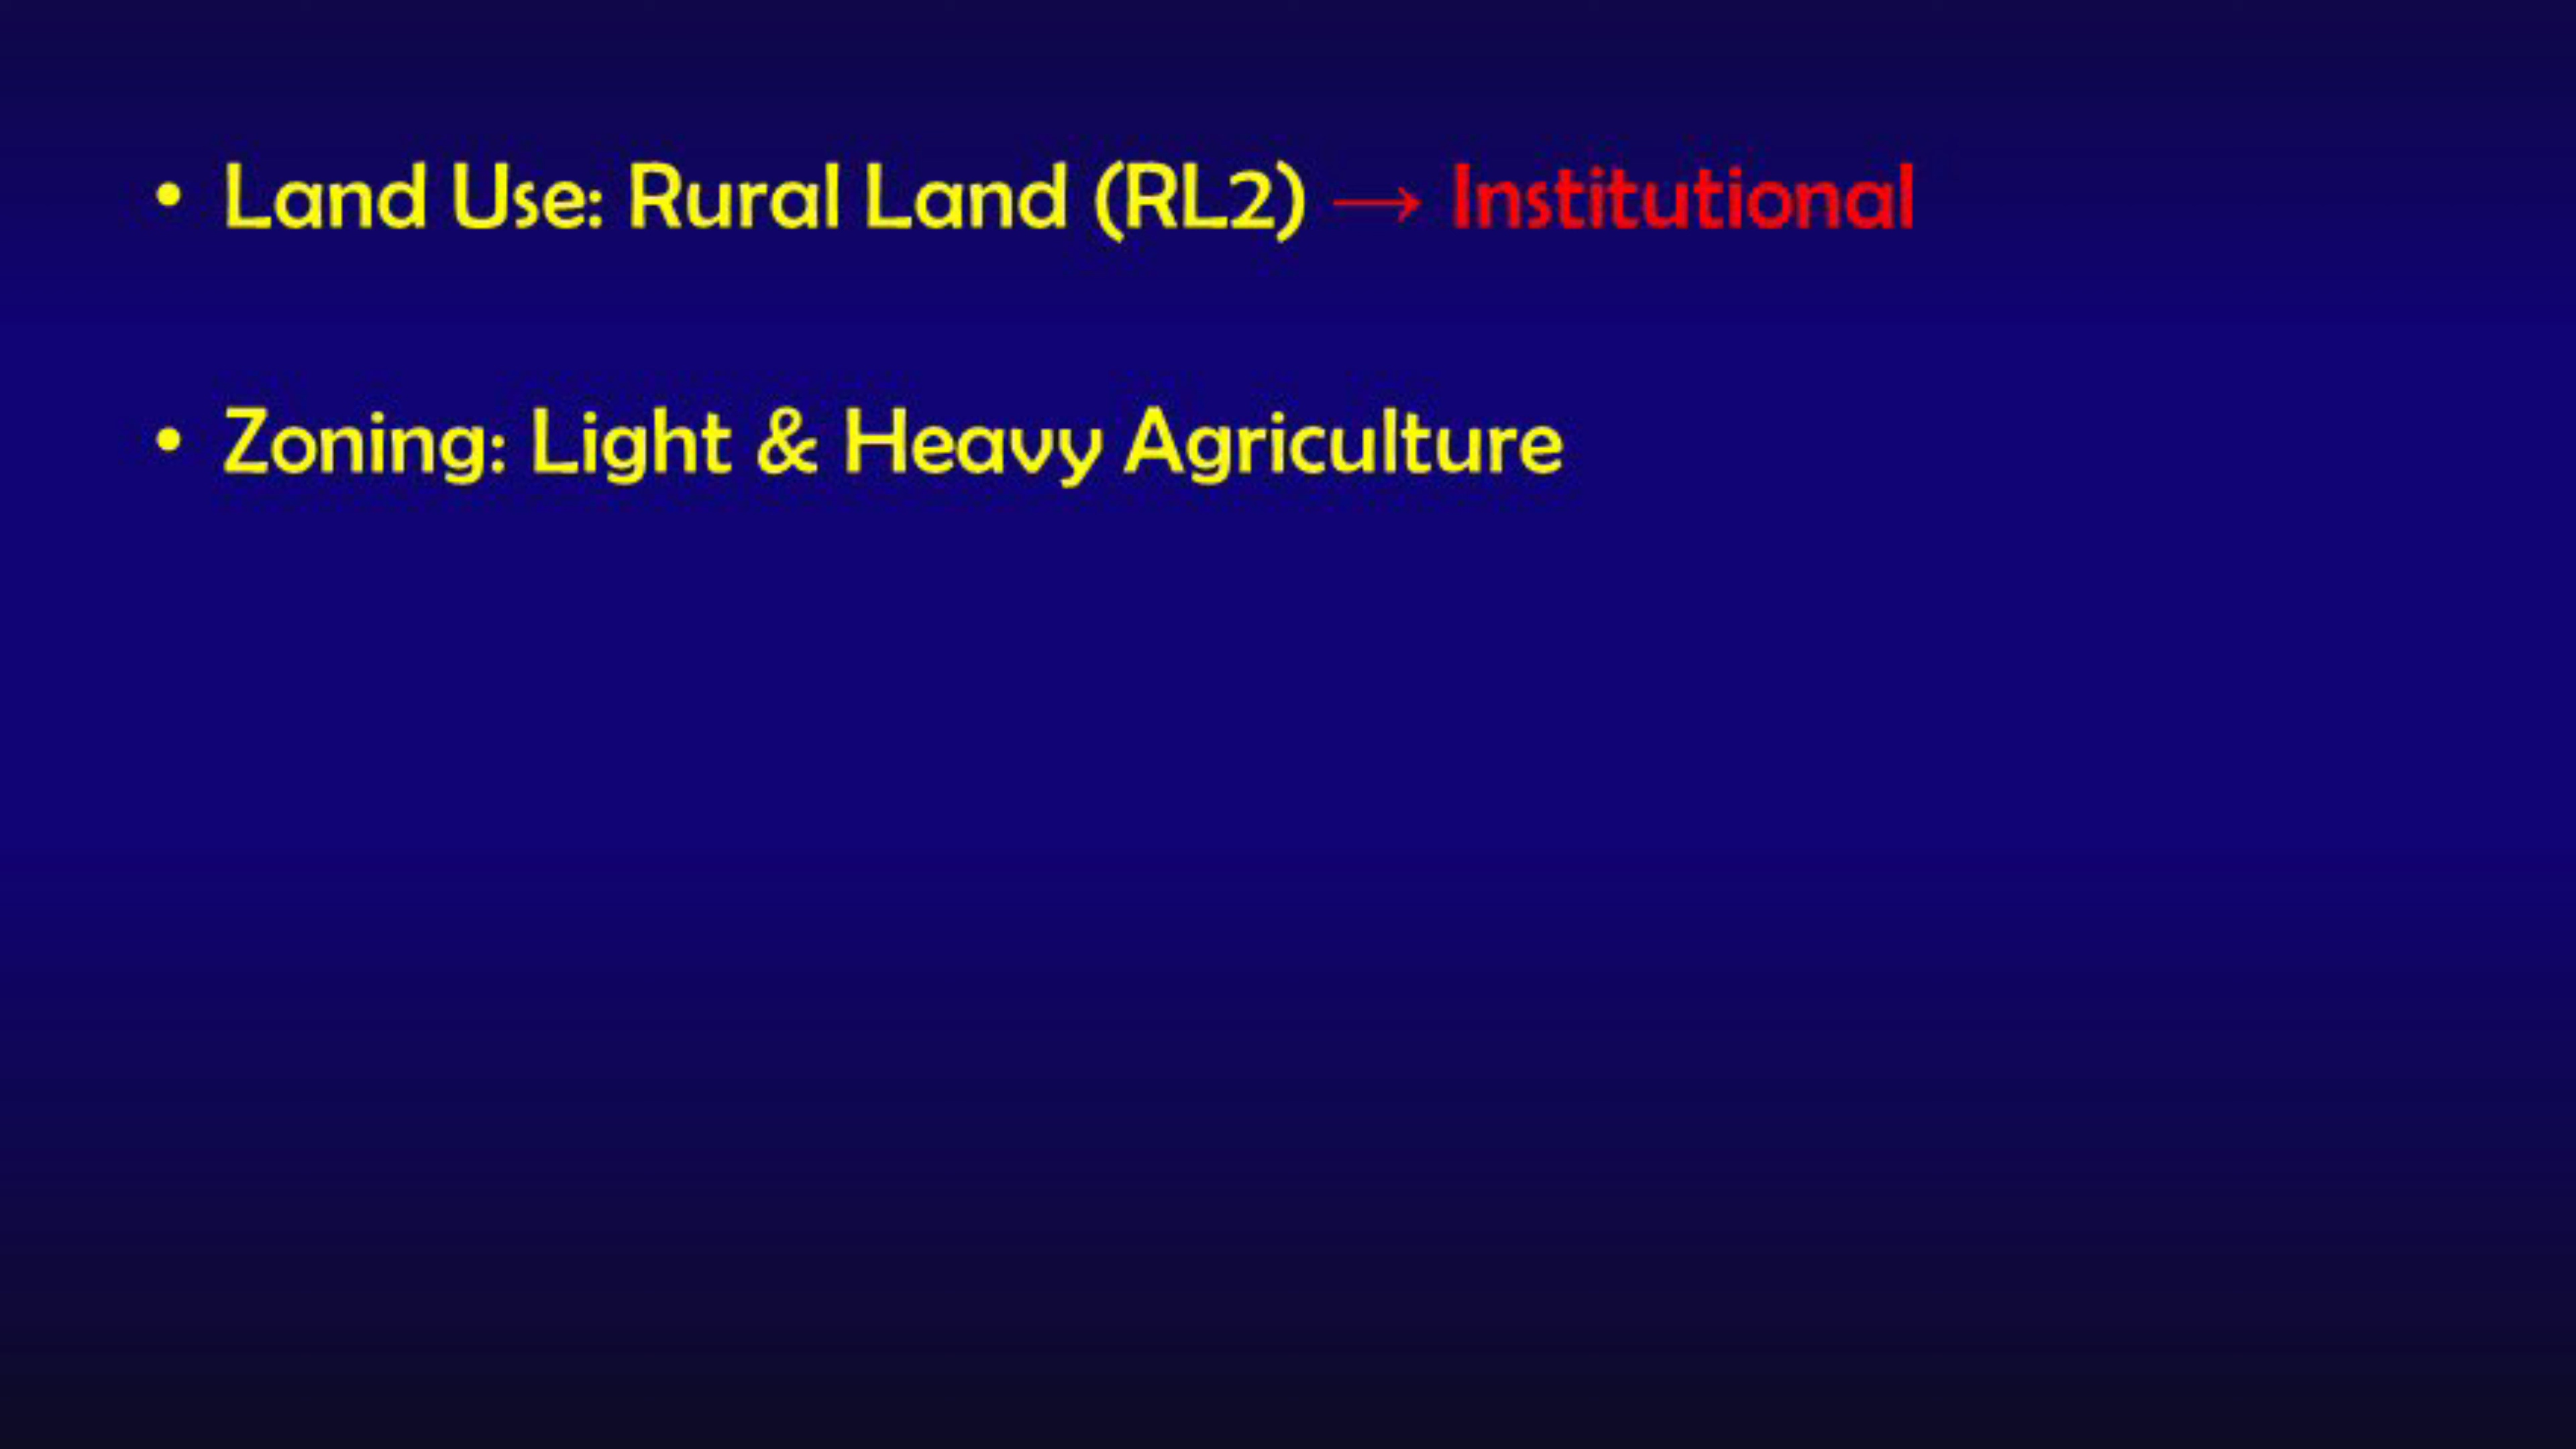 • Land Use: Rural Land (RL2) → Institutional
• Zoning: Light & Heavy Agriculture